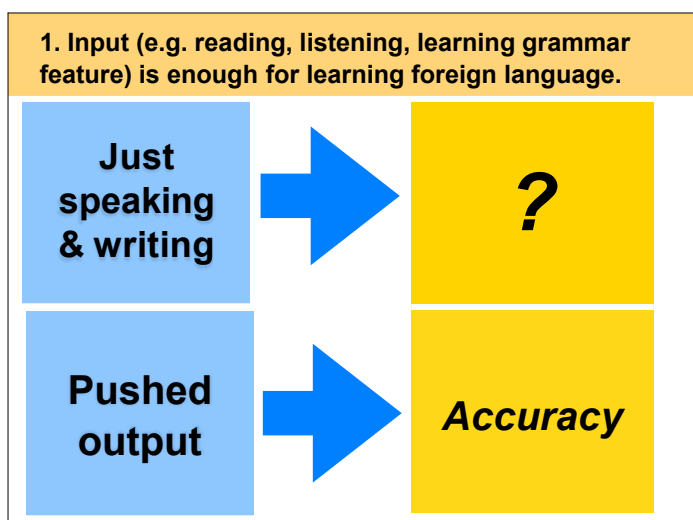 1. Input (e.g. reading, listening, learning grammar
feature) is enough for learning foreign language.
Just
speaking
& writing
?
Pushed
output
Accuracy